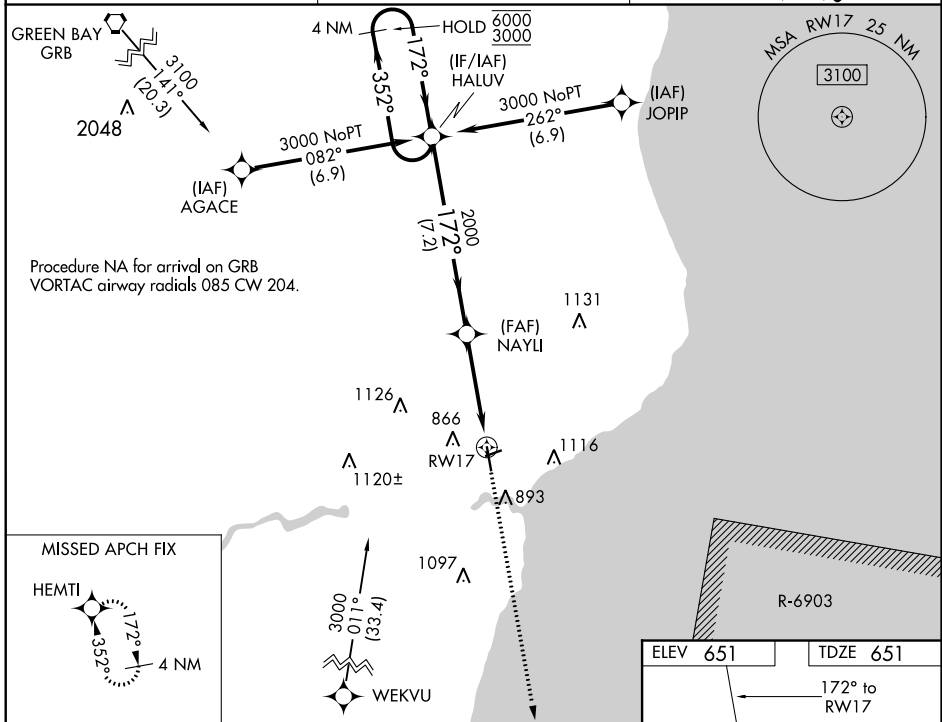 GREEN BAY
GRB
3100
141°
(20.3)
2048
4 NM
HOLD
6000
3000
172°
352°
(IF/IAF)
HALUV
3000 NoPT
262°
(6.9)
(IAF)
JOPIP
3000 NoPT
082°
(6.9)
(IAF)
AGACE
MSA RW17 25 NM
3100
2000
172°
(7.2)
Procedure NA for arrival on GRB
VORTAC airway radials 085 CW 204.
(FAF)
NAYLI
1131
1126
866
RW17
1116
1120±
893
1097
MISSED APCH FIX
HEMTI
172°
352°
4 NM
3000
011°
(33.4)
WEKVU
R-6903
ELEV 651
TDZE 651
172° to
RW17